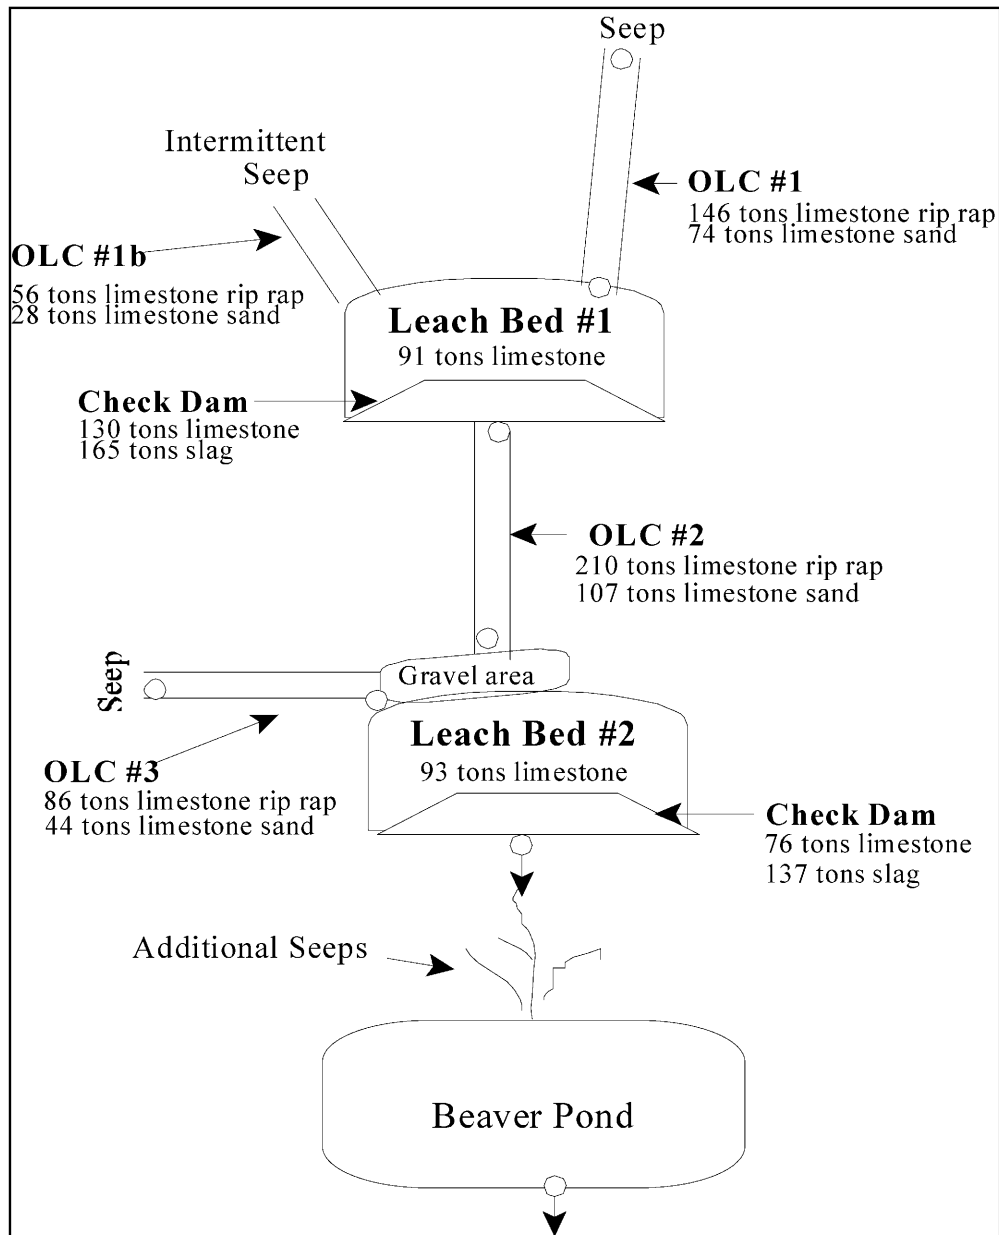 Seep
Intermittent
Seep
OLC #1
146 tons limestone rip rap
74 tons limestone sand
OLC #1b
56 tons limestone rip rap
28 tons limestone sand
Leach Bed #1
91 tons limestone
Check Dam
130 tons limestone
165 tons slag
OLC #2
210 tons limestone rip rap
107 tons limestone sand
Seep
Gravel area
Leach Bed #2
93 tons limestone
OLC #3
86 tons limestone rip rap
44 tons limestone sand
Check Dam
76 tons limestone
137 tons slag
Additional Seeps
Beaver Pond